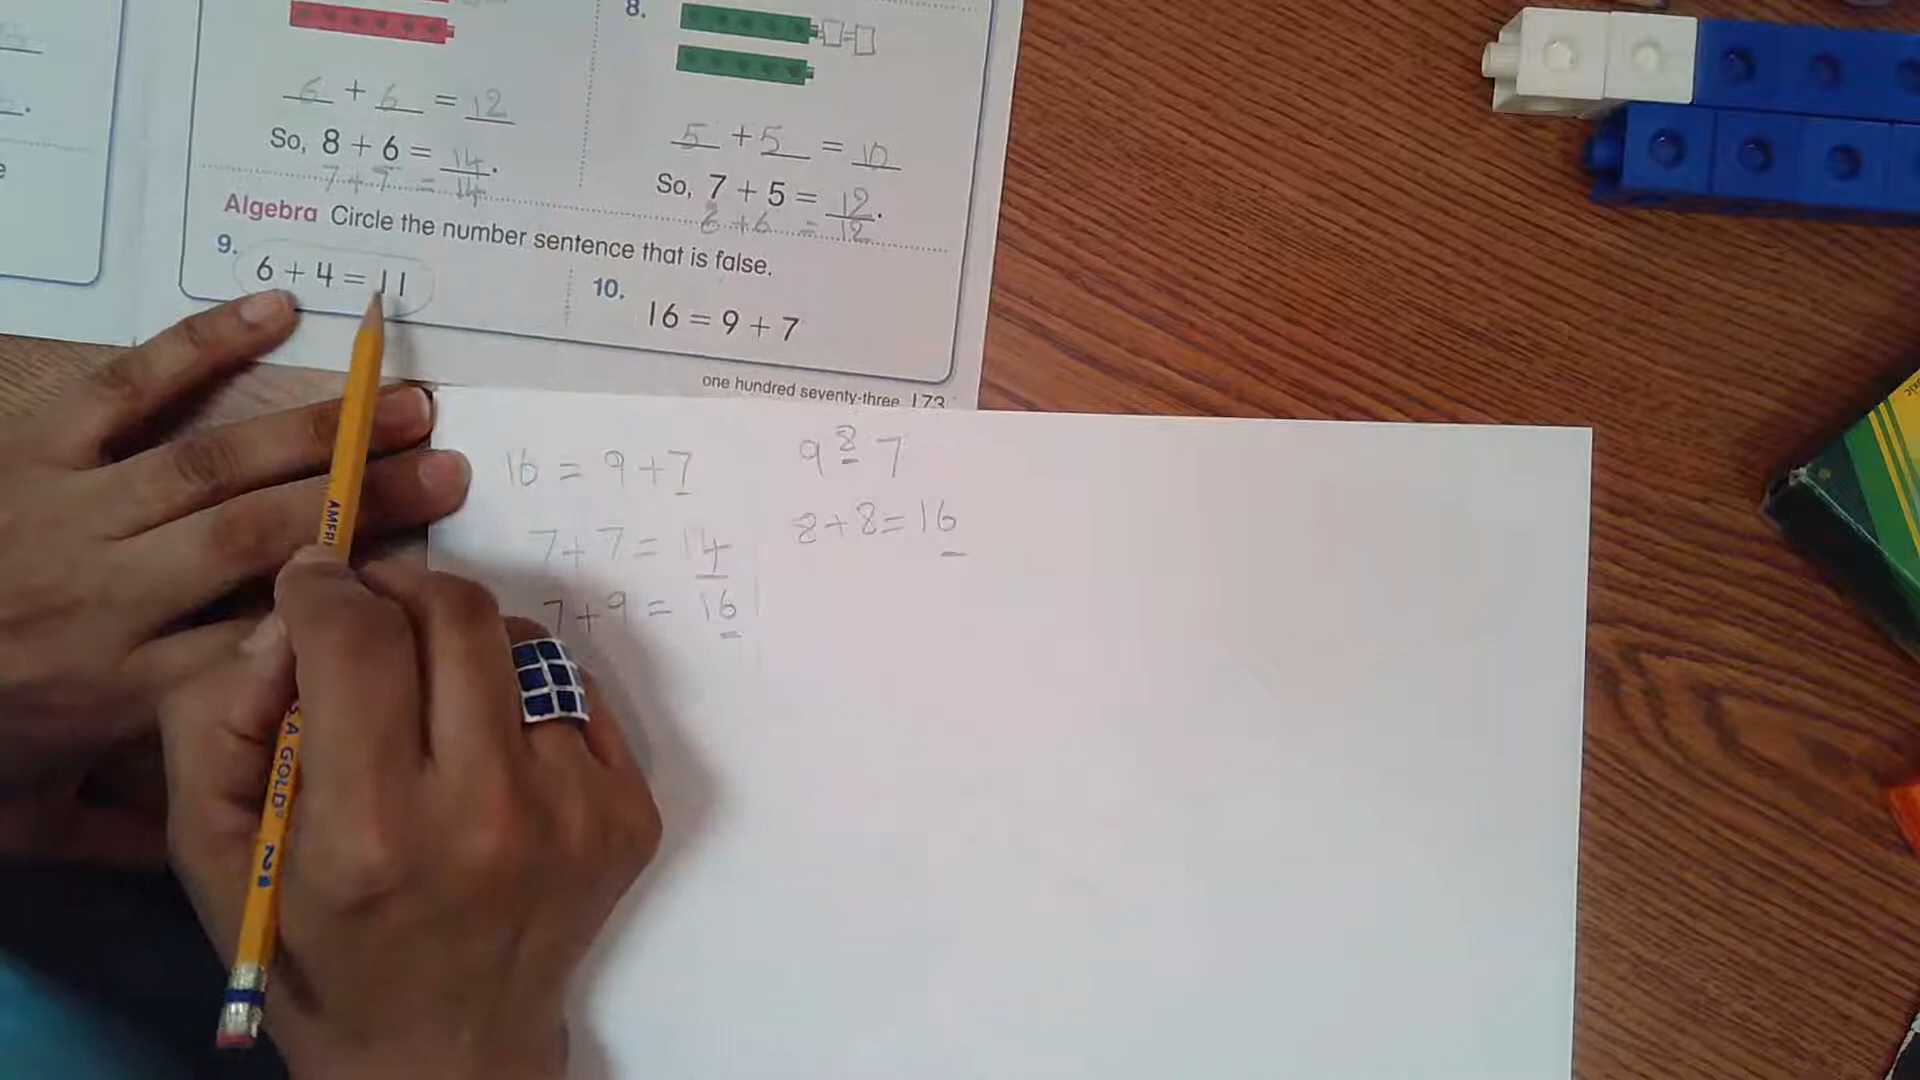 8.
6 + 6 = 12
So, 8 + 6 = 14.
7 + 7 = 14
5 + 5 = 10
So, 7 + 5 = 12.
6 + 6 = 12
Algebra Circle the number sentence that is false.
9.
6 + 4 = 11
10.
16 = 9 + 7
one hundred seventy-three 173
16 = 9 + 7
7 + 7 = 14
7 + 9 = 16
9 8 7
8 + 8 = 16
S.A. GOLD
2